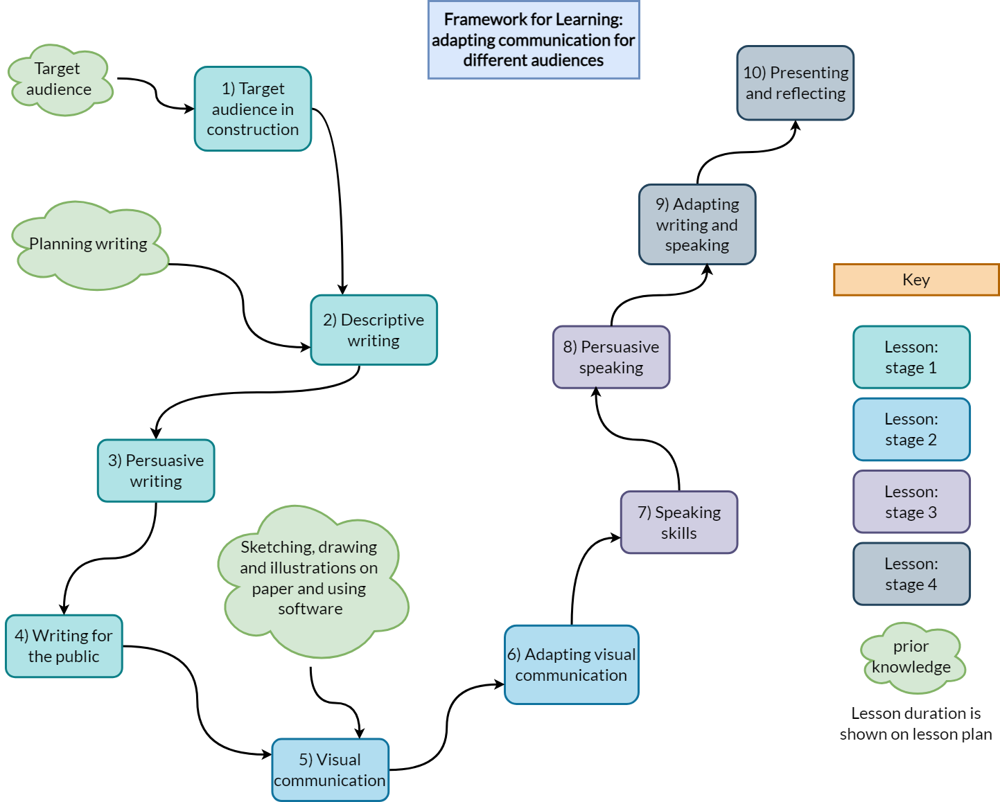 Framework for Learning:
adapting communication for
different audiences
Target
audience
1) Target
audience in
construction
Planning writing
2) Descriptive
writing
3) Persuasive
writing
4) Writing for
the public
Sketching, drawing
and illustrations on
paper and using
software
5) Visual
communication
6) Adapting visual
communication
7) Speaking
skills
8) Persuasive
speaking
9) Adapting
writing and
speaking
10) Presenting
and reflecting
Key
Lesson:
stage 1
Lesson:
stage 2
Lesson:
stage 3
Lesson:
stage 4
prior
knowledge
Lesson duration is
shown on lesson plan